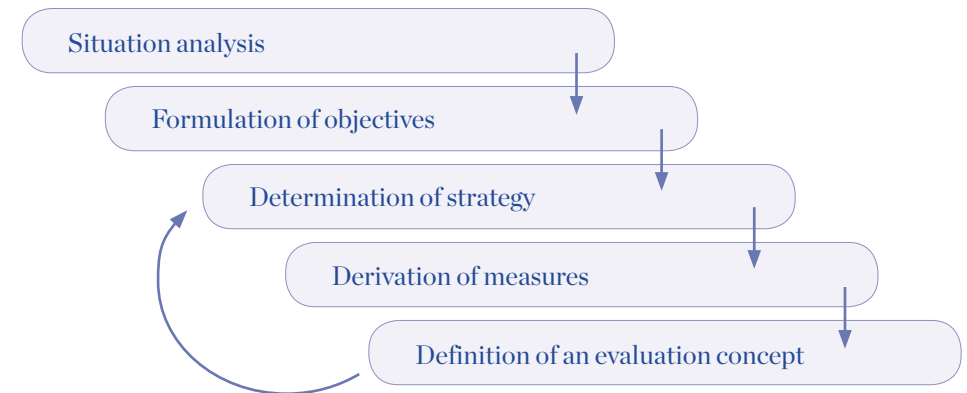 Situation analysis
Formulation of objectives
Determination of strategy
Derivation of measures
Definition of an evaluation concept